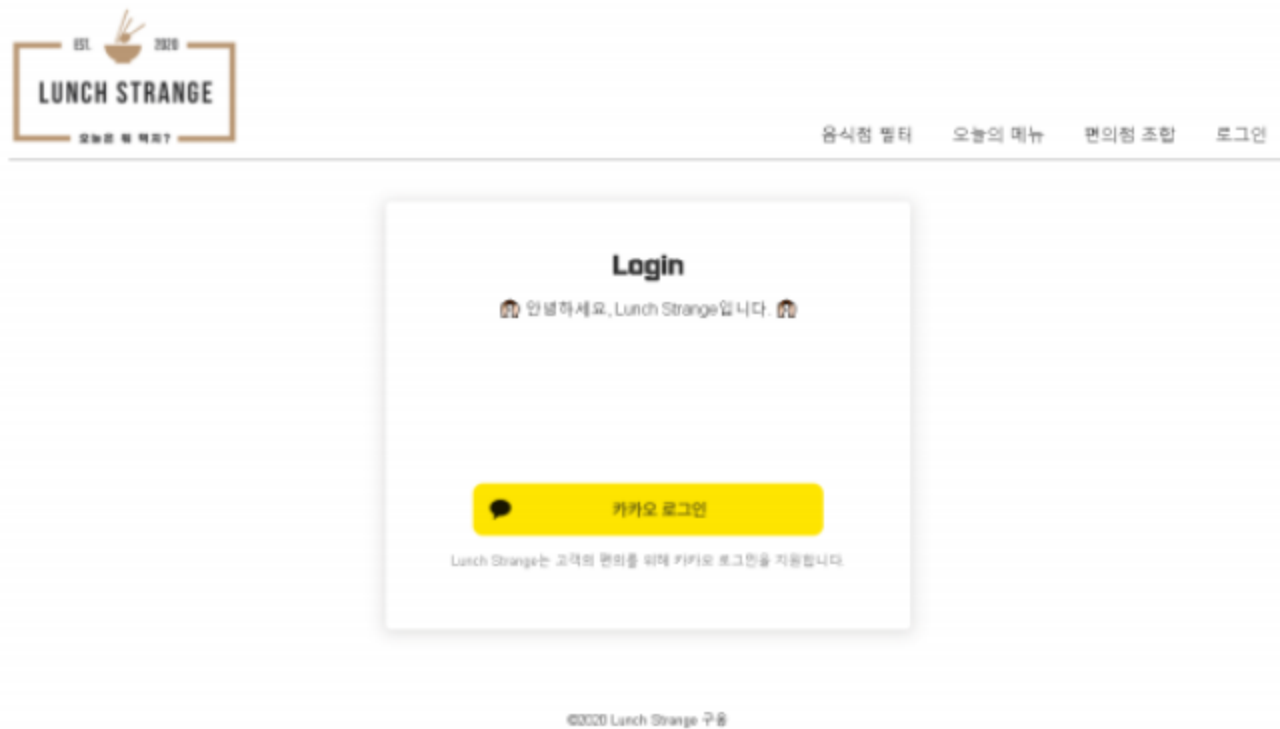 EST. 2020
LUNCH STRANGE
오늘은 뭐 먹지?
음식점 필터 오늘의 메뉴 편의점 조합 로그인
Login
안녕하세요, Lunch Strange입니다.
카카오 로그인
Lunch Strange는 고객의 편의를 위해 카카오 로그인을 지원합니다.
©2020 Lunch Strange